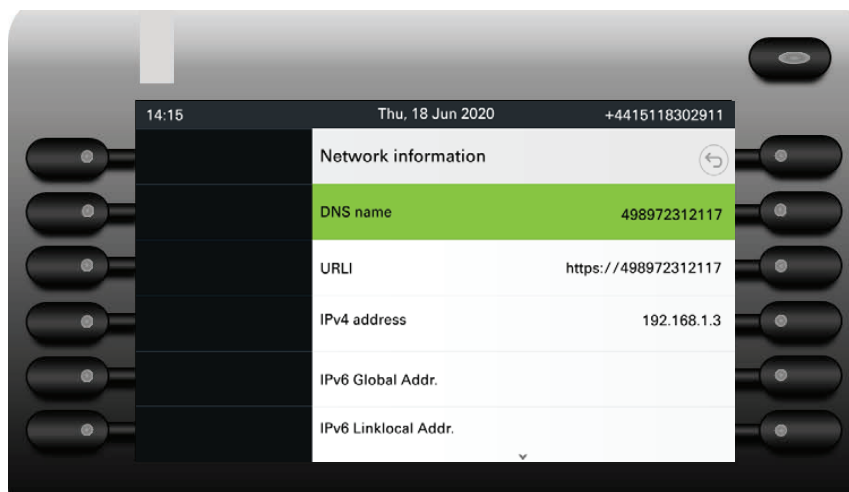 14:15 Thu, 18 Jun 2020 +4415118302911
Network information
DNS name 498972312117
URLI https://498972312117
IPv4 address 192.168.1.3
IPv6 Global Addr.
IPv6 Linklocal Addr.